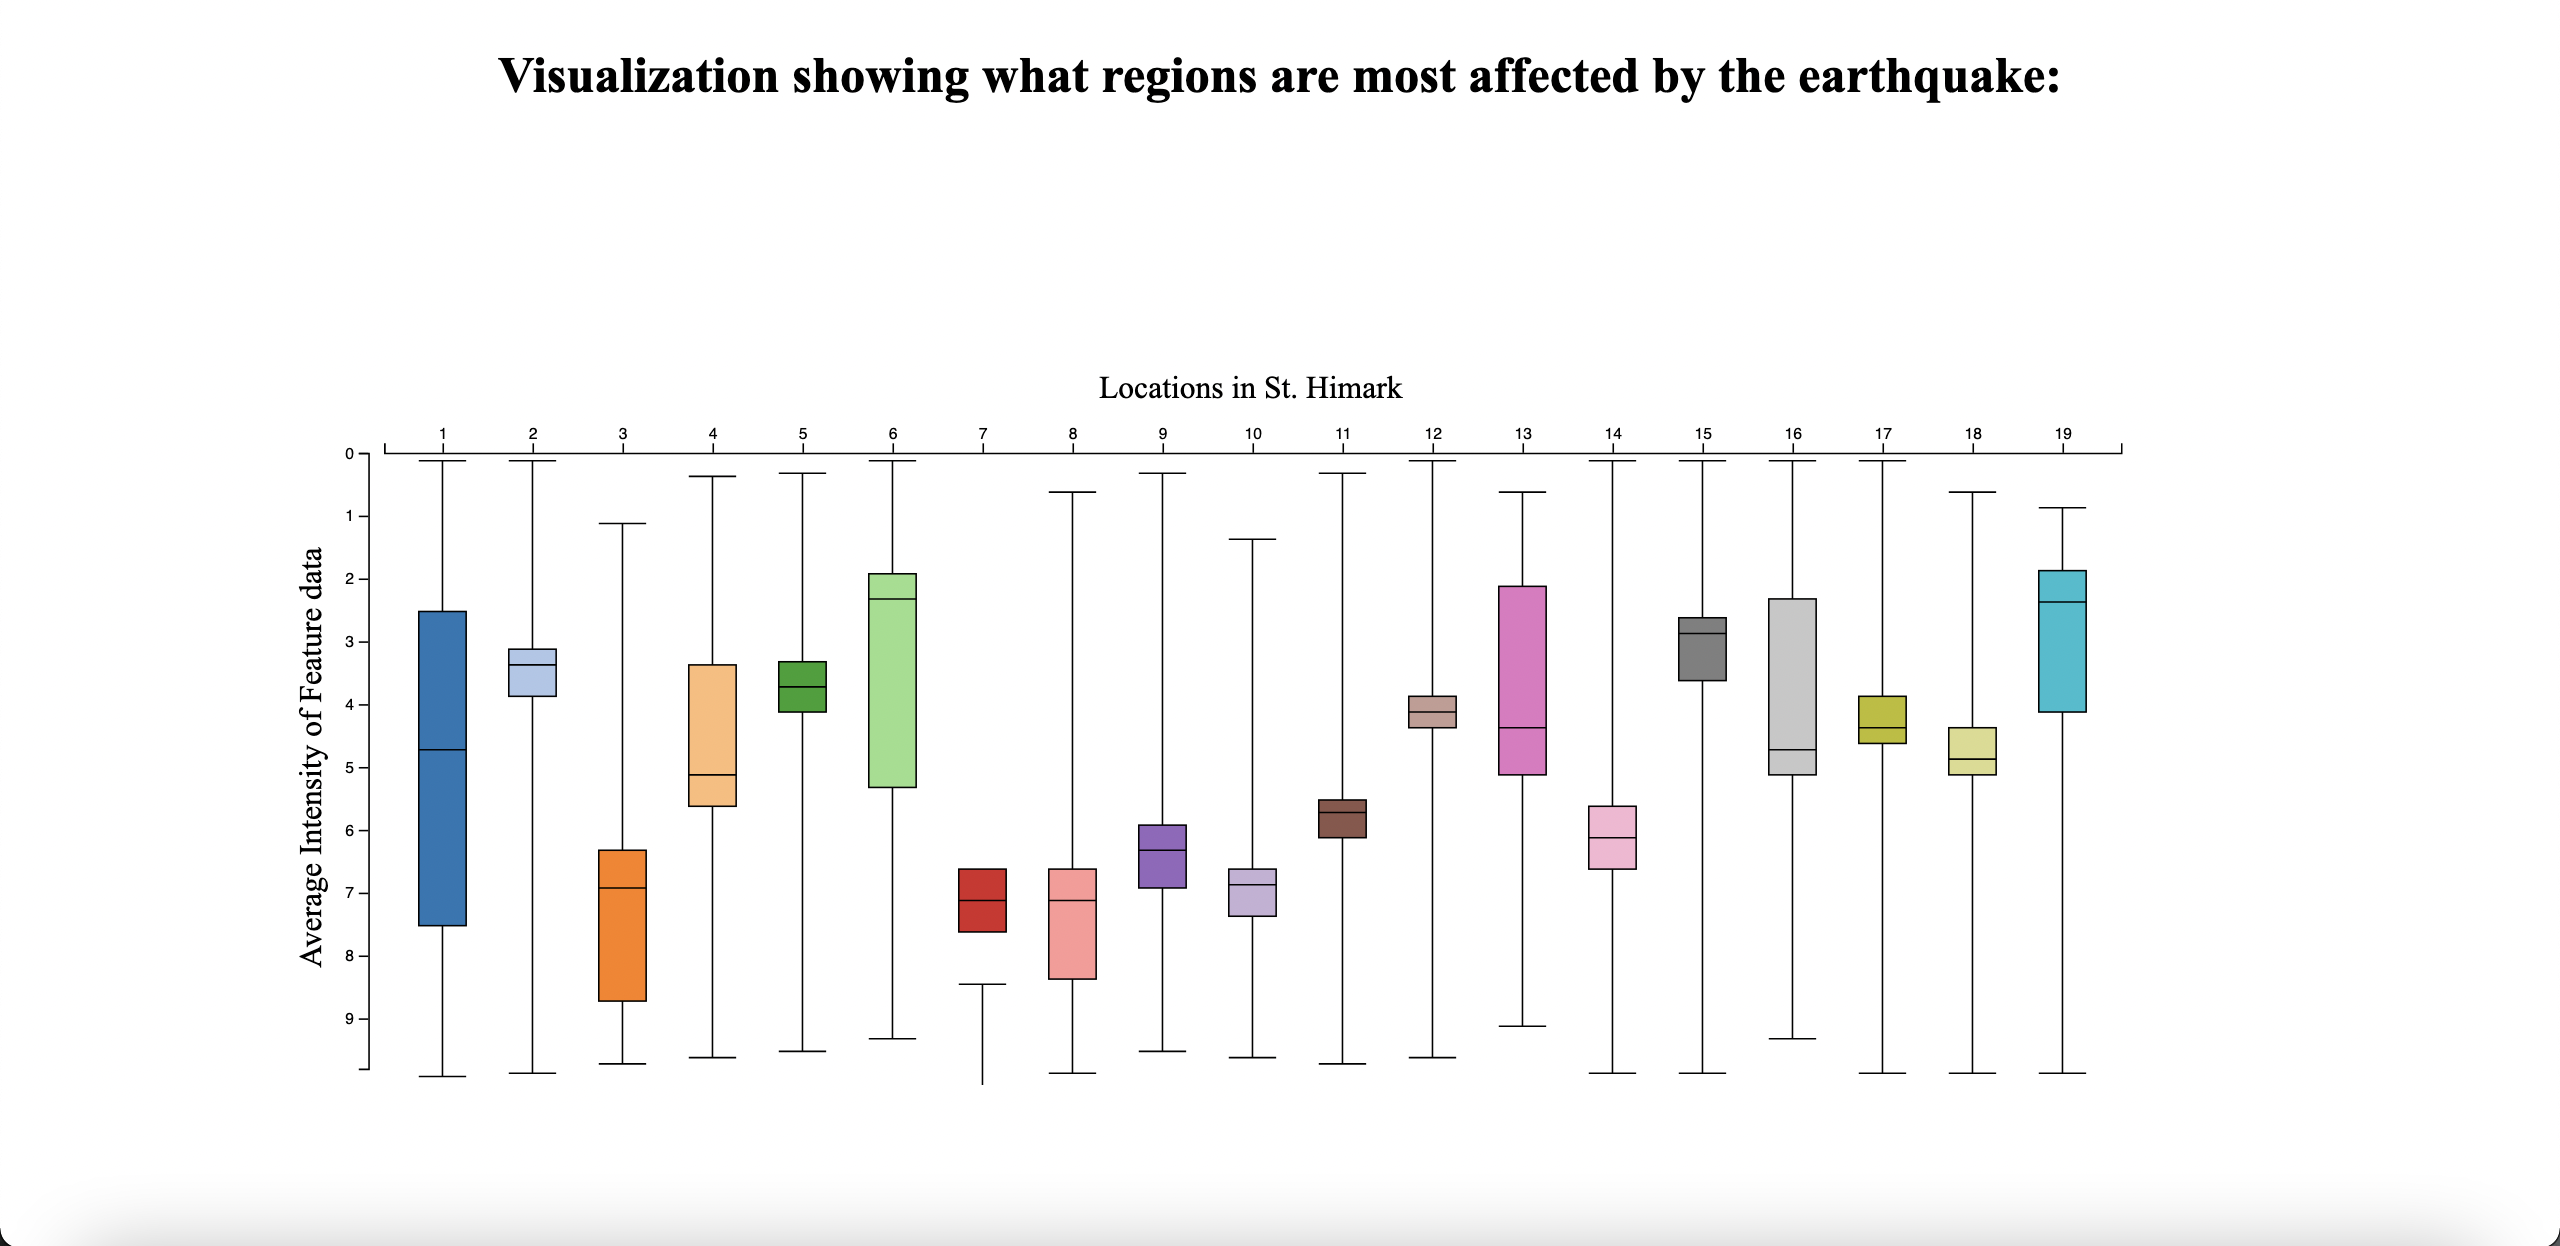 Visualization showing what regions are most affected by the earthquake:
Locations in St. Himark
1 2 3 4 5 6 7 8 9 10 11 12 13 14 15 16 17 18 19
Average Intensity of Feature data
0
1
2
3
4
5
6
7
8
9